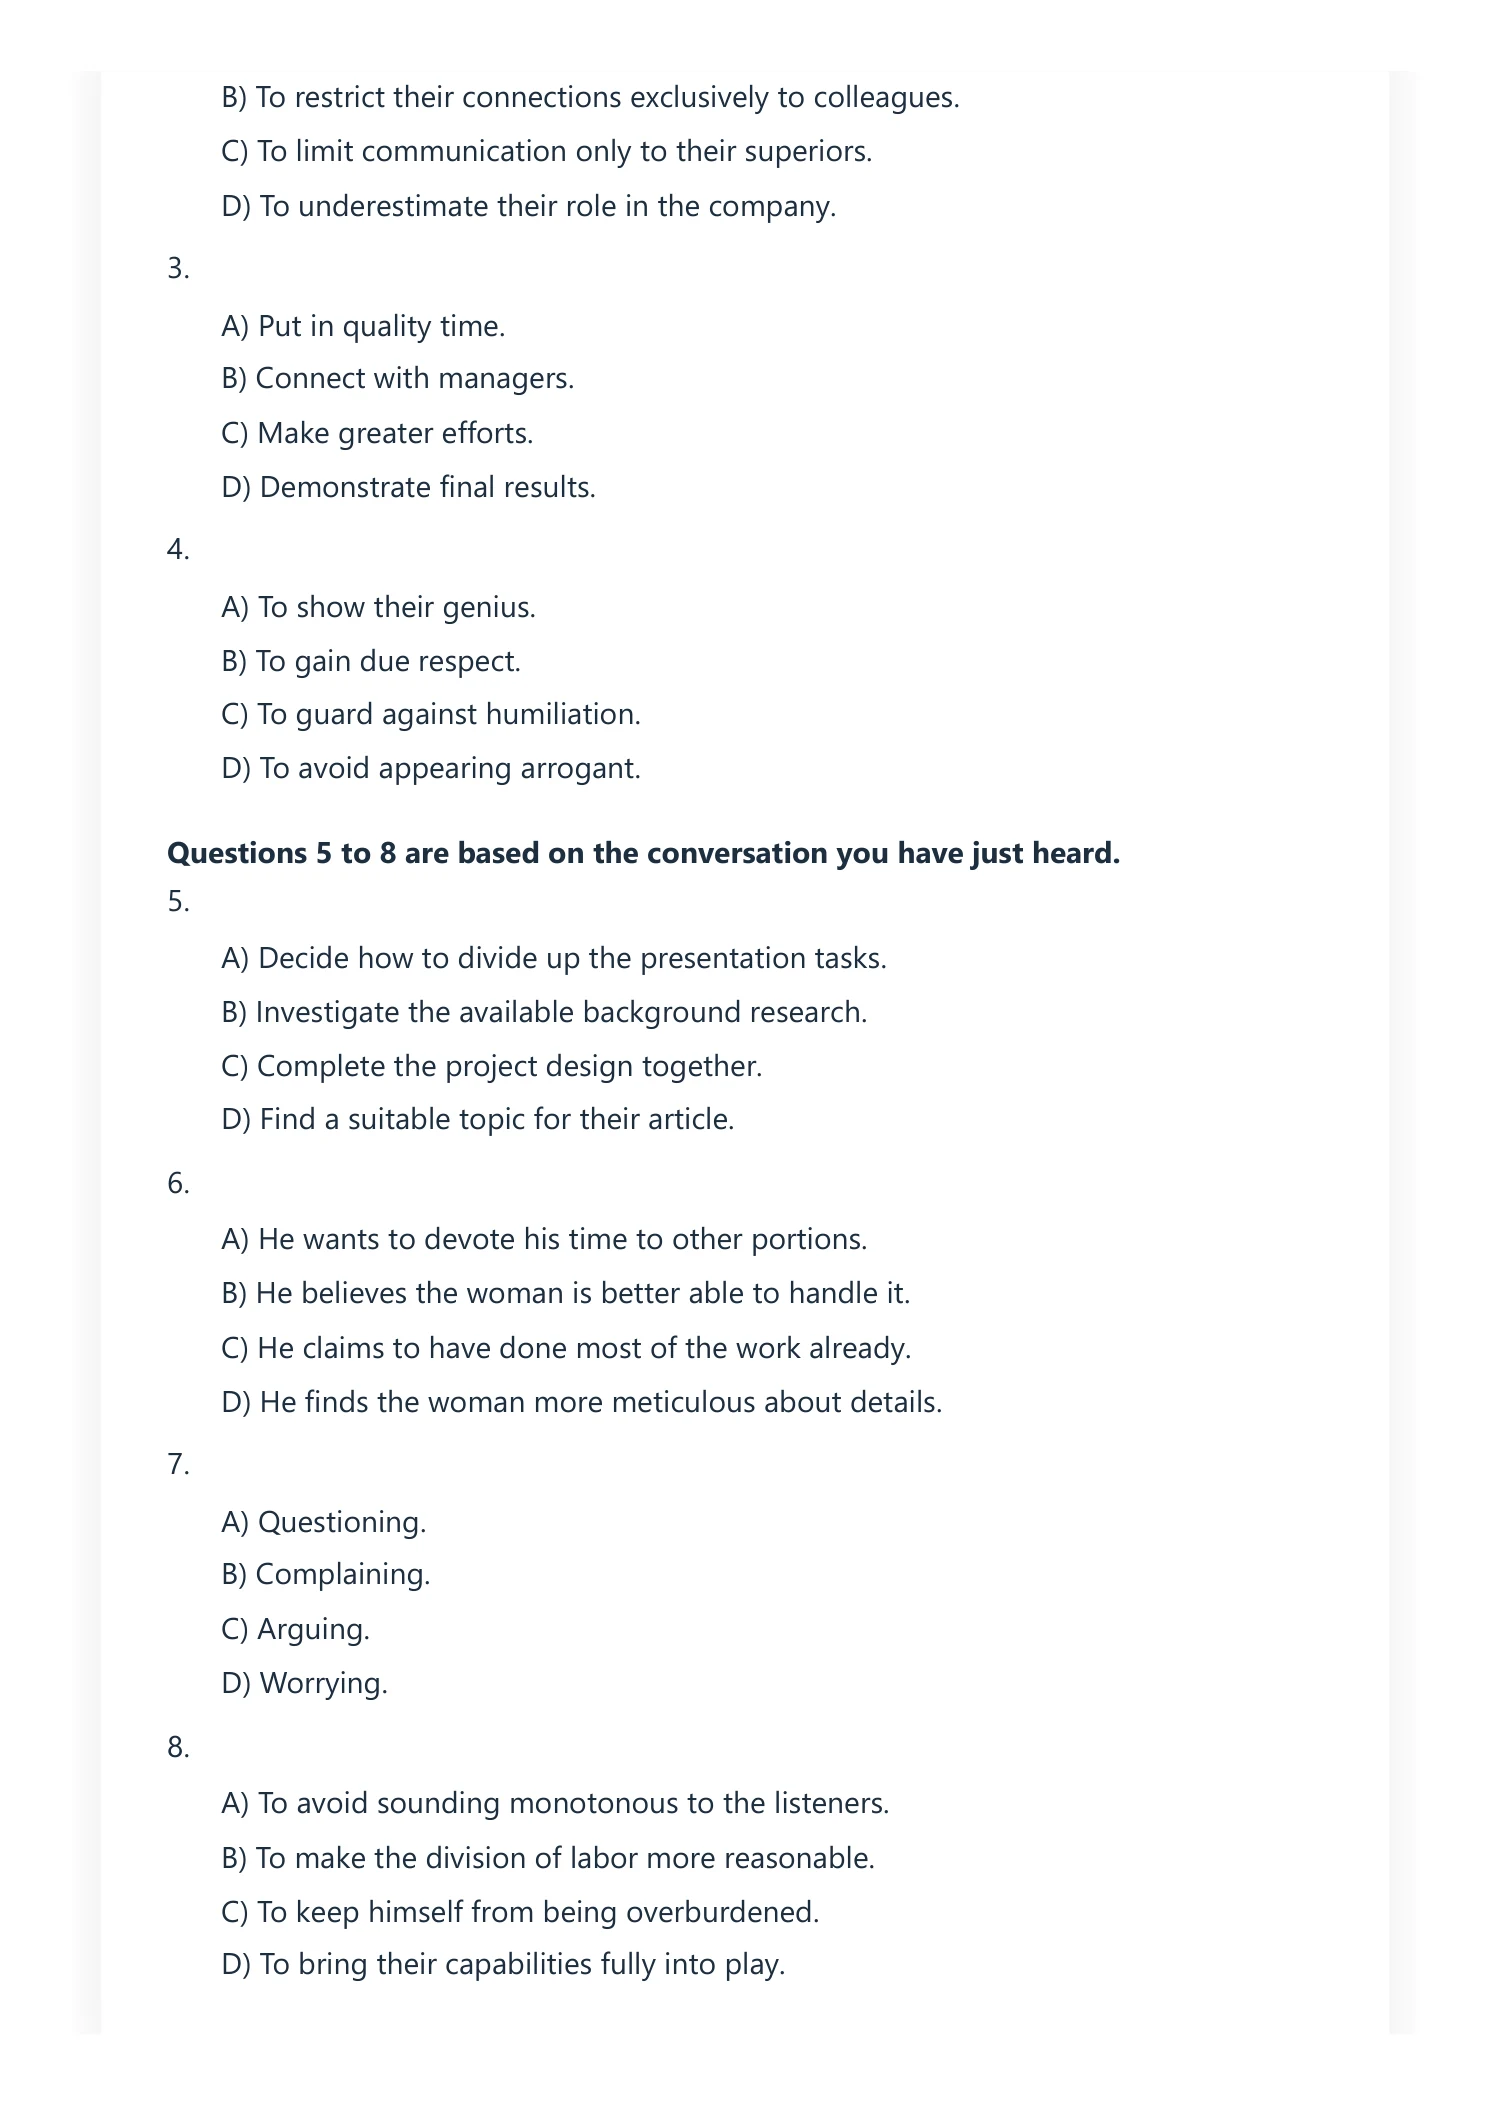 B) To restrict their connections exclusively to colleagues.
C) To limit communication only to their superiors.
D) To underestimate their role in the company.
3.
A) Put in quality time.
B) Connect with managers.
C) Make greater efforts.
D) Demonstrate final results.
4.
A) To show their genius.
B) To gain due respect.
C) To guard against humiliation.
D) To avoid appearing arrogant.
Questions 5 to 8 are based on the conversation you have just heard.
5.
A) Decide how to divide up the presentation tasks.
B) Investigate the available background research.
C) Complete the project design together.
D) Find a suitable topic for their article.
6.
A) He wants to devote his time to other portions.
B) He believes the woman is better able to handle it.
C) He claims to have done most of the work already.
D) He finds the woman more meticulous about details.
7.
A) Questioning.
B) Complaining.
C) Arguing.
D) Worrying.
8.
A) To avoid sounding monotonous to the listeners.
B) To make the division of labor more reasonable.
C) To keep himself from being overburdened.
D) To bring their capabilities fully into play.